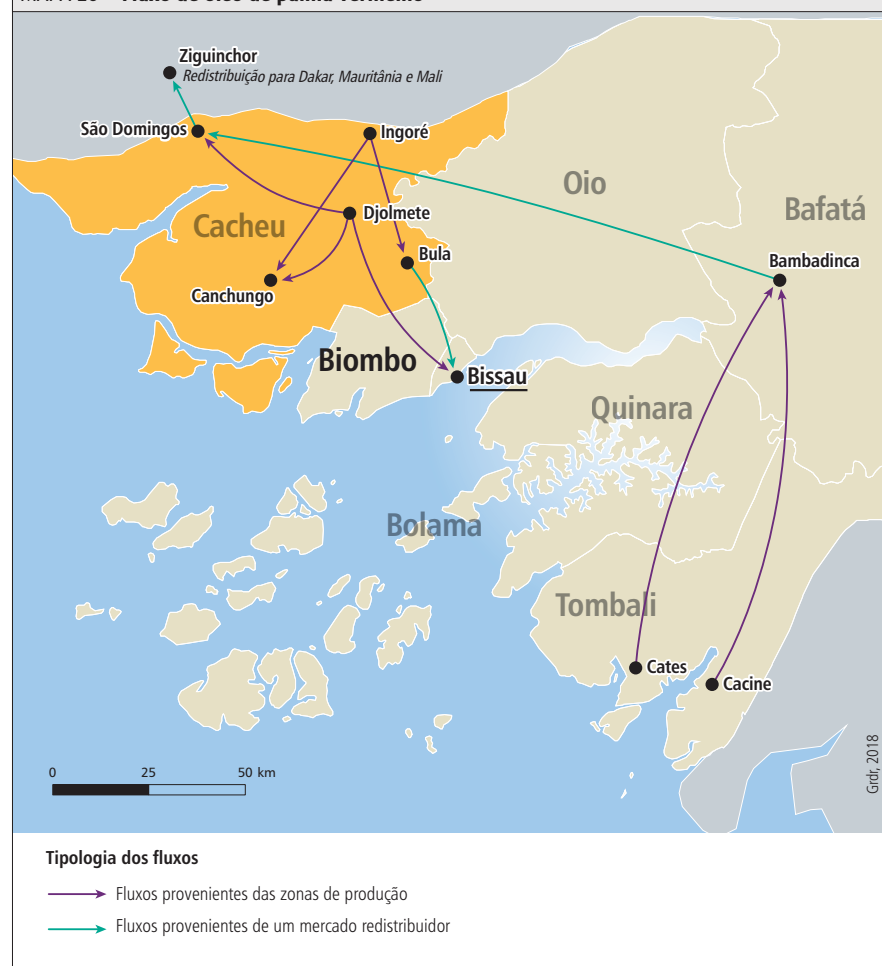 Ziguinchor
Redistribuição para Dakar, Mauritânia e Mali
São Domingos
Ingoré
Oio
Bafatá
Cacheu
Djolmete
Bula
Bambadinca
Canchungo
Biombo
Bissau
Quinara
Bolama
Tombali
Cates
Cacine
0 25 50 km
Grdr, 2018
Tipologia dos fluxos
Fluxos provenientes das zonas de produção
Fluxos provenientes de um mercado redistribuidor